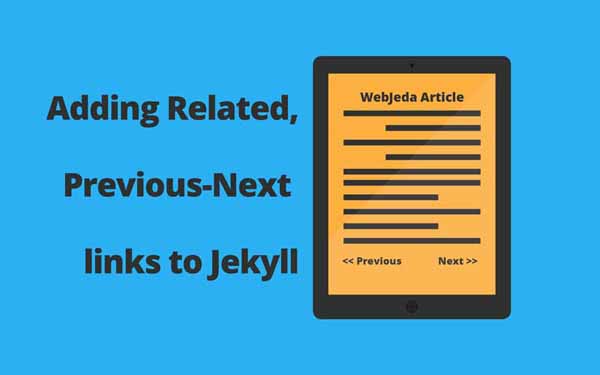 Adding Related,
Previous-Next
links to Jekyll
WebJeda Article
<< Previous
Next >>